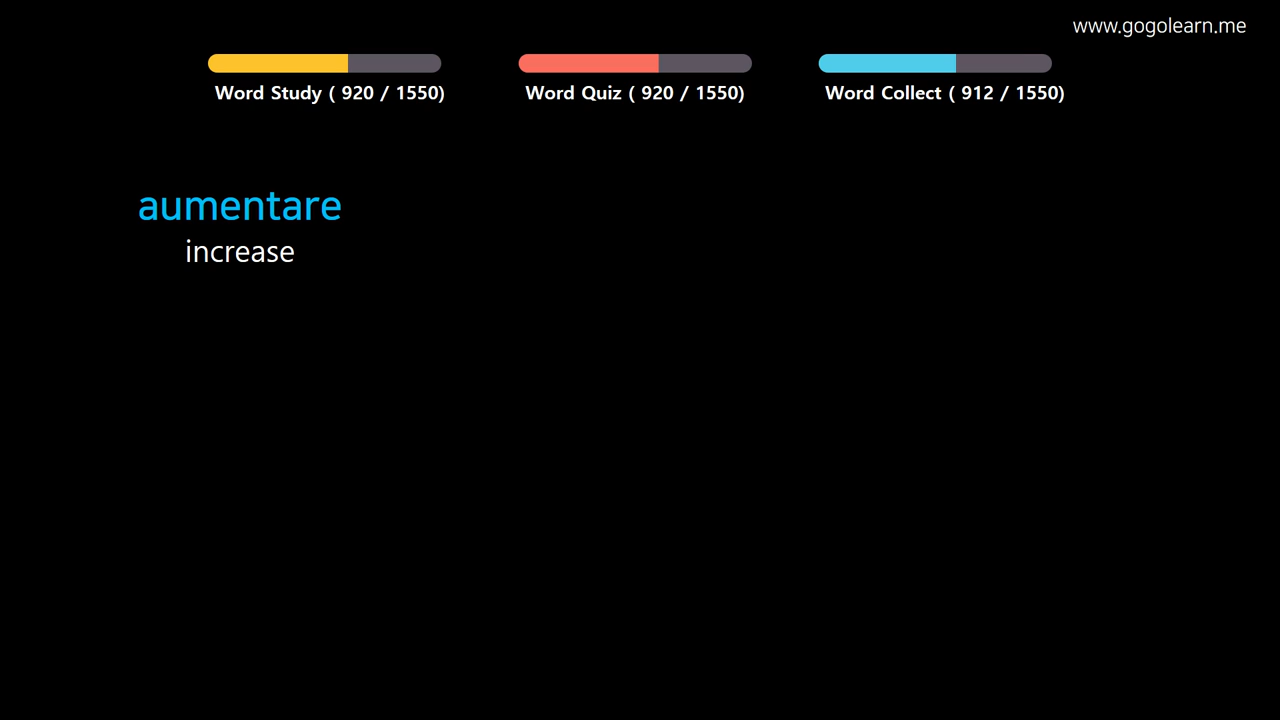 www.gogolearn.me
Word Study ( 920 / 1550)
Word Quiz ( 920 / 1550)
Word Collect ( 912 / 1550)
aumentare
increase